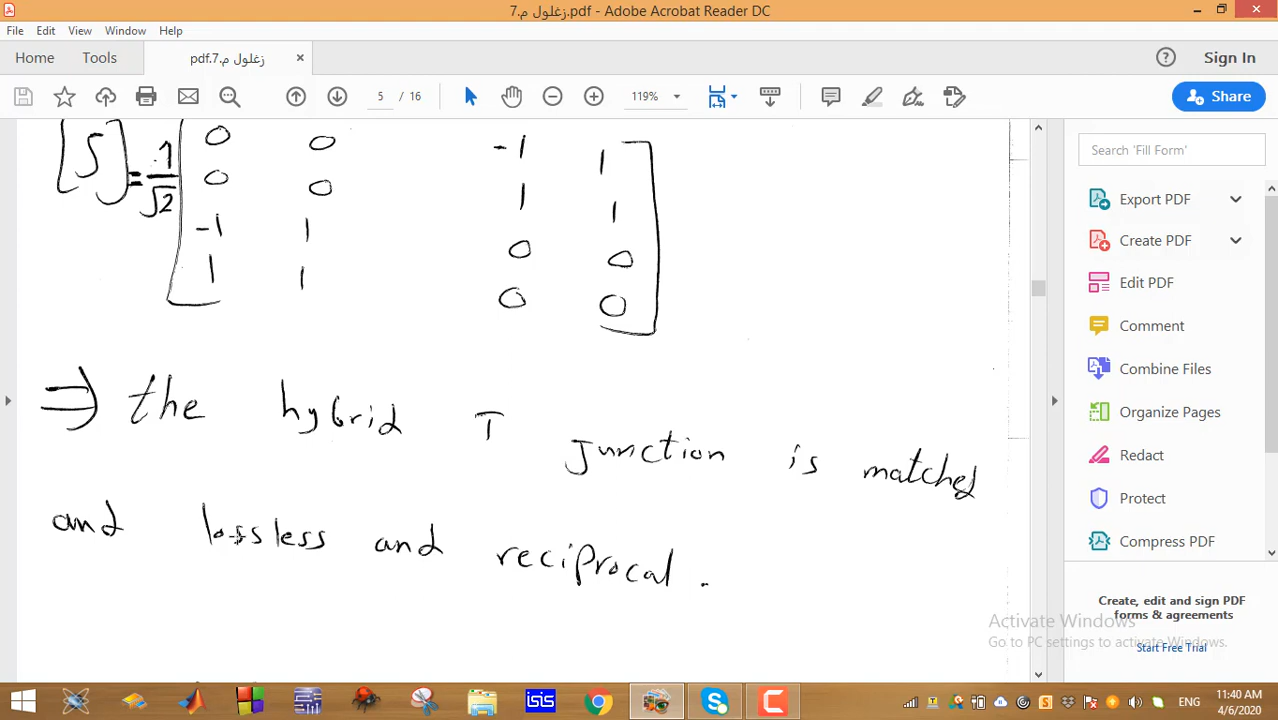 زغلول م.7.pdf - Adobe Acrobat Reader DC
File Edit View Window Help
Home Tools زغلول م.7.pdf × ? Sign In
5 / 16 119% Share
[S] = 1/√2
0 0 -1 1
0 0 1 1
-1 1 0 0
1 1 0 0
⇒ the hybrid T junction is matched
and lossless and reciprocal.
Search 'Fill Form'
Export PDF
Create PDF
Edit PDF
Comment
Combine Files
Organize Pages
Redact
Protect
Compress PDF
Create, edit and sign PDF
forms & agreements
Start Free Trial
Activate Windows
Go to PC settings to activate Windows.
isis
ENG
11:40 AM
4/6/2020